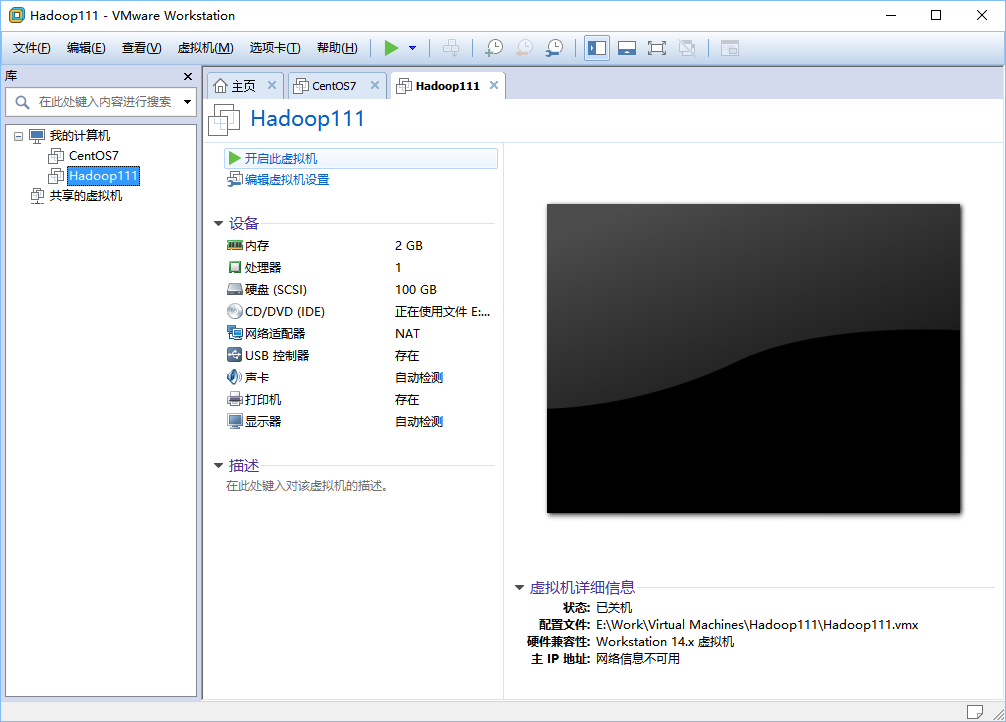 Hadoop111 - VMware Workstation
文件(F) 编辑(E) 查看(V) 虚拟机(M) 选项卡(T) 帮助(H)
库
在此处键入内容进行搜索
我的计算机
CentOS7
Hadoop111
共享的虚拟机
主页 CentOS7 Hadoop111
Hadoop111
开启此虚拟机
编辑虚拟机设置
设备
内存 2 GB
处理器 1
硬盘 (SCSI) 100 GB
CD/DVD (IDE) 正在使用文件 E:...
网络适配器 NAT
USB 控制器 存在
声卡 自动检测
打印机 存在
显示器 自动检测
描述
在此处键入对该虚拟机的描述。
虚拟机详细信息
状态: 已关机
配置文件: E:\Work\Virtual Machines\Hadoop111\Hadoop111.vmx
硬件兼容性: Workstation 14.x 虚拟机
主 IP 地址: 网络信息不可用